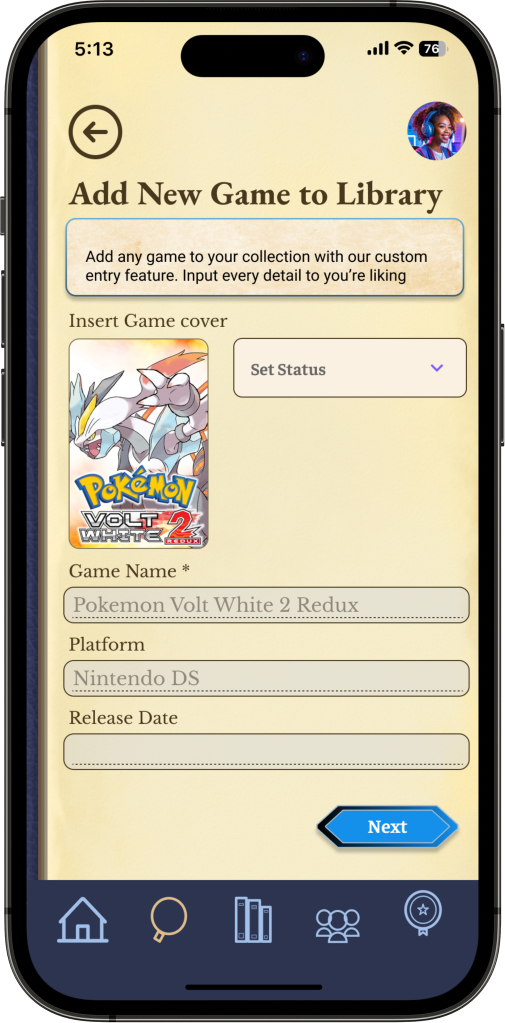 5:13
76
Add New Game to Library
Add any game to your collection with our custom
entry feature. Input every detail to you’re liking
Insert Game cover
Set Status
POKéMON
VOLT
WHITE 2
REDUX
Game Name *
Pokemon Volt White 2 Redux
Platform
Nintendo DS
Release Date
Next